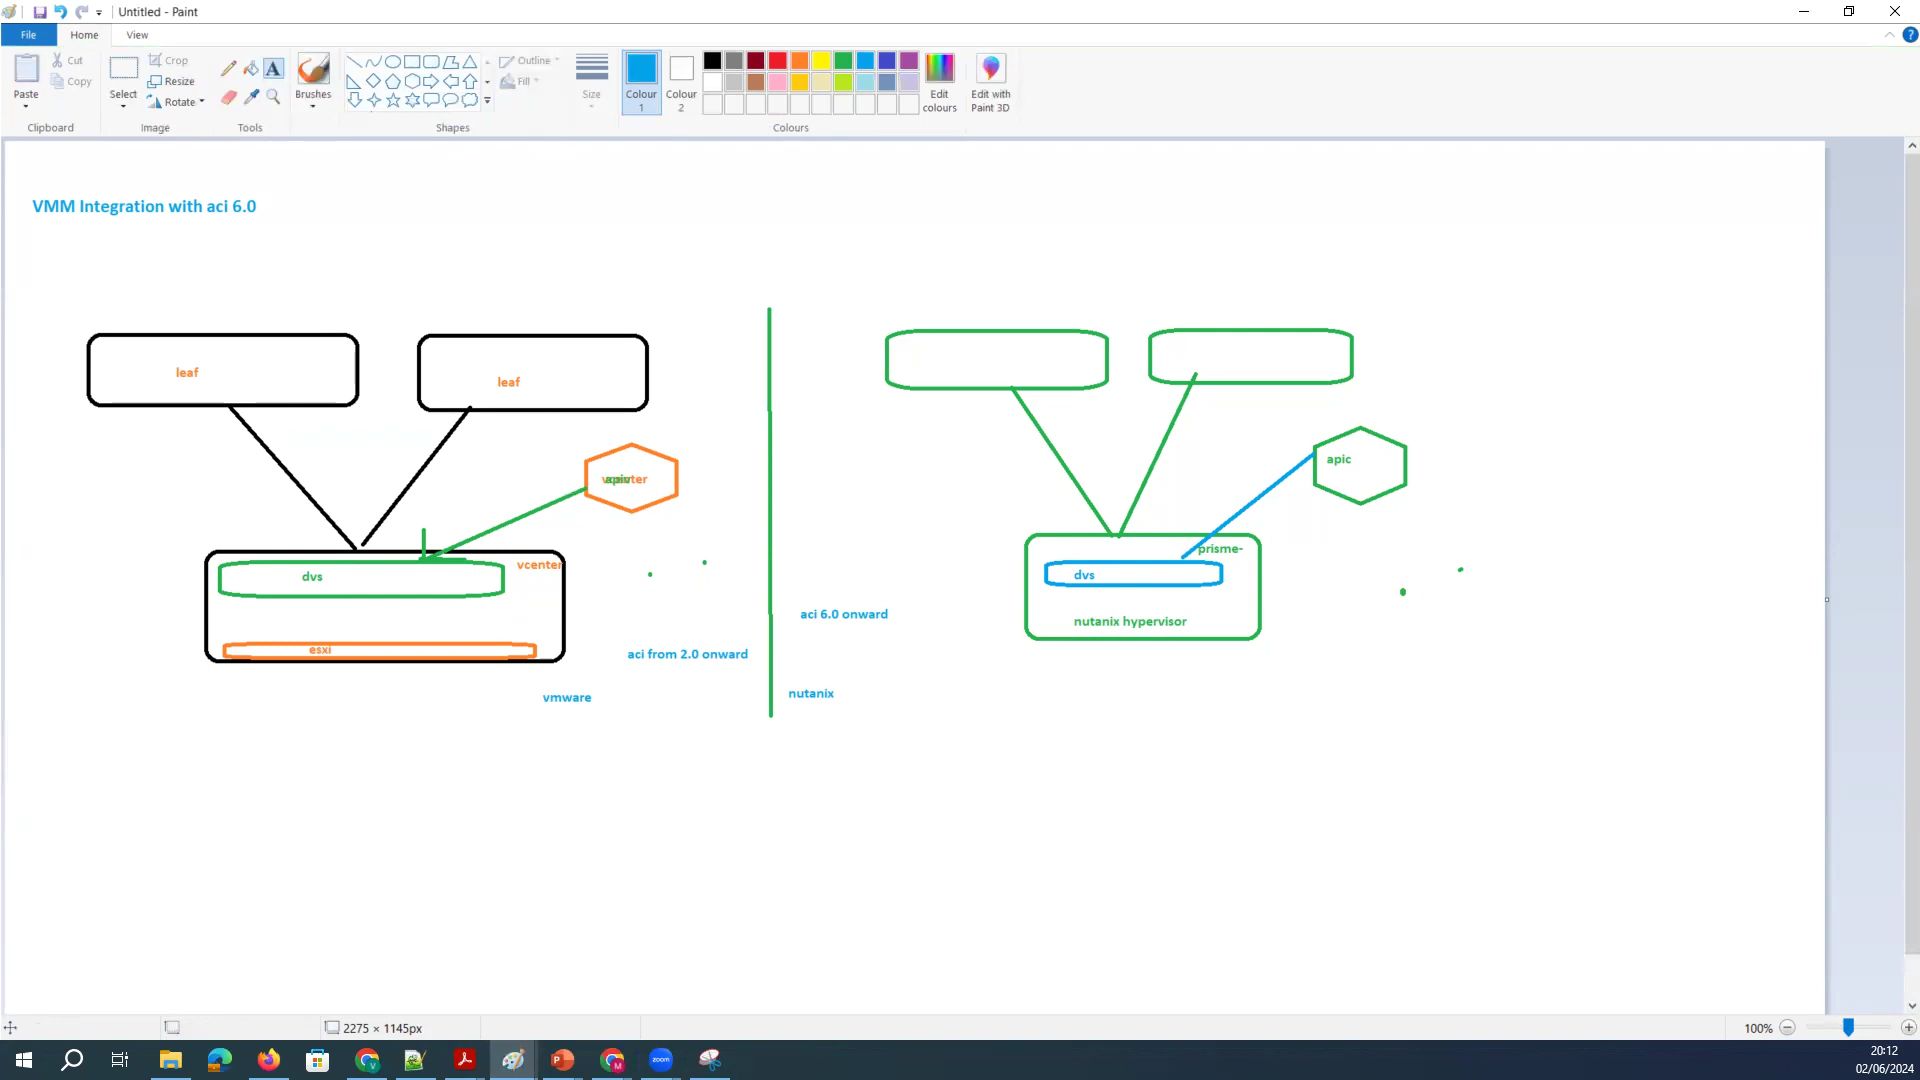 Untitled - Paint
File
Home
View
Paste
Cut
Copy
Clipboard
Select
Crop
Resize
Rotate
Image
A
Tools
Brushes
Shapes
Outline
Fill
Size
Colour
1
Colour
2
Edit
colours
Edit with
Paint 3D
Colours
VMM Integration with aci 6.0
leaf
leaf
dvs
vcenter
esxi
vmware
aci from 2.0 onward
aci 6.0 onward
nutanix
apic
prisme-
dvs
nutanix hypervisor
2275 × 1145px
100%
20:12
02/06/2024
zoom